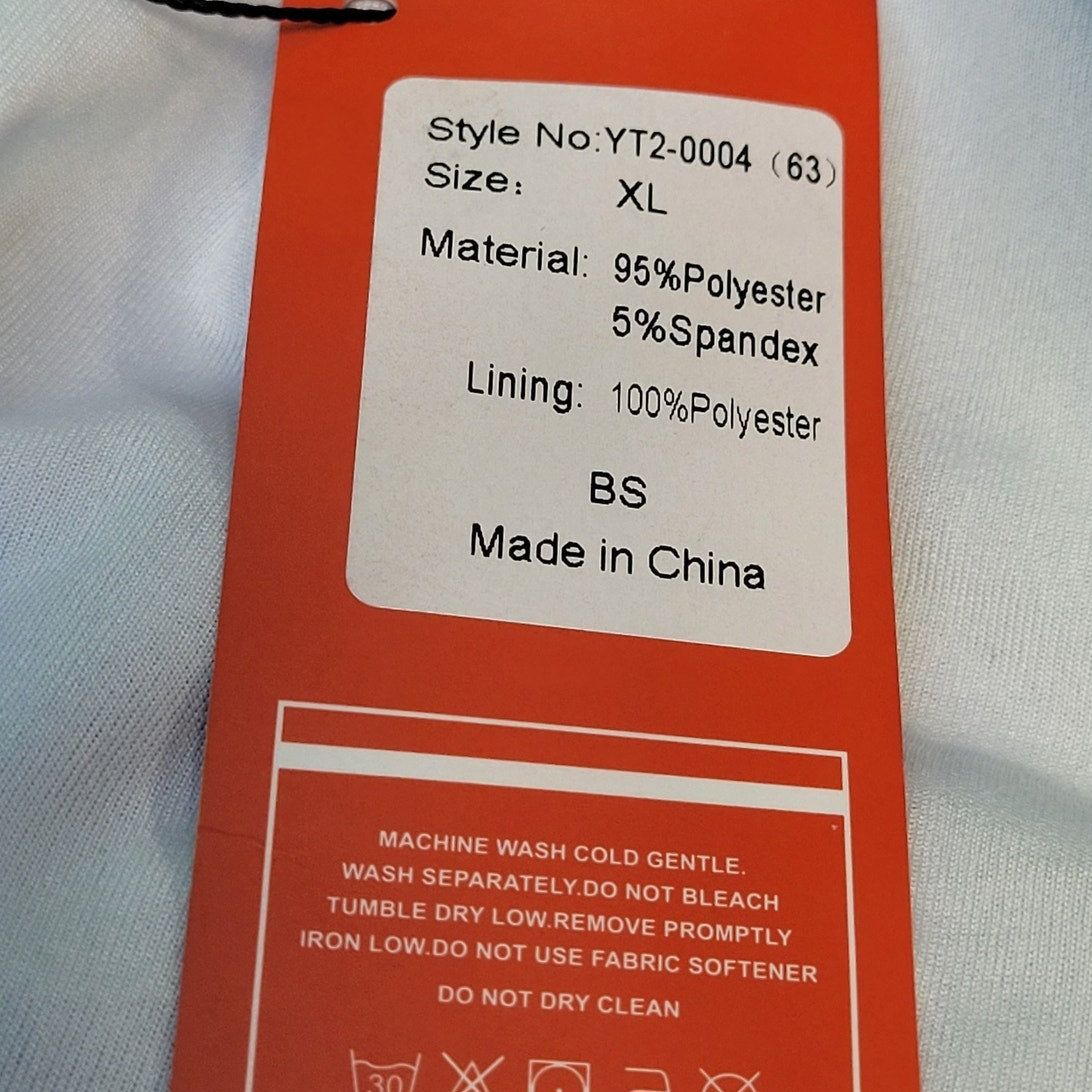 Style No:YT2-0004（63）
Size： XL
Material: 95%Polyester
5%Spandex
Lining: 100%Polyester
BS
Made in China
MACHINE WASH COLD GENTLE.
WASH SEPARATELY.DO NOT BLEACH
TUMBLE DRY LOW.REMOVE PROMPTLY
IRON LOW.DO NOT USE FABRIC SOFTENER
DO NOT DRY CLEAN
30